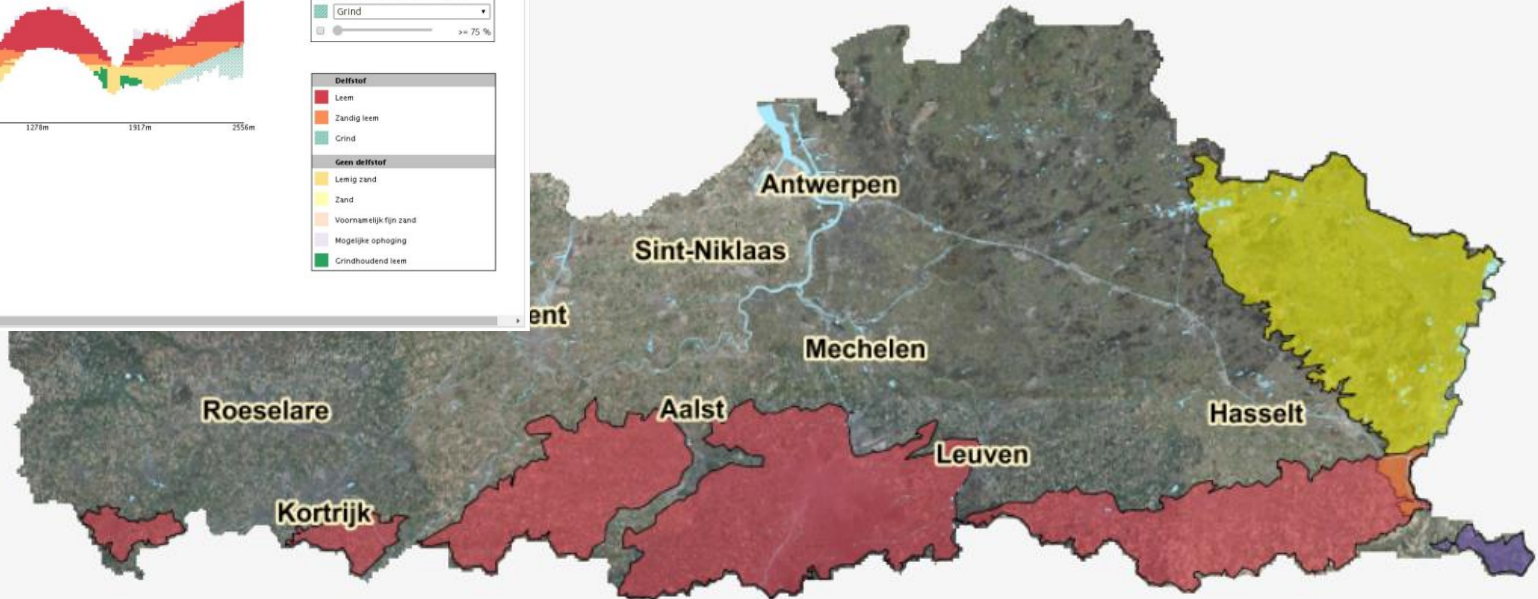 Grind
>= 75 %
Delfstof
Leem
Zandig leem
Grind
Geen delfstof
Lemig zand
Zand
Voornamelijk fijn zand
Mogelijke ophoging
Grindhoudend leem
1278m
1917m
2556m
Antwerpen
Sint-Niklaas
ent
Mechelen
Roeselare
Aalst
Hasselt
Leuven
Kortrijk